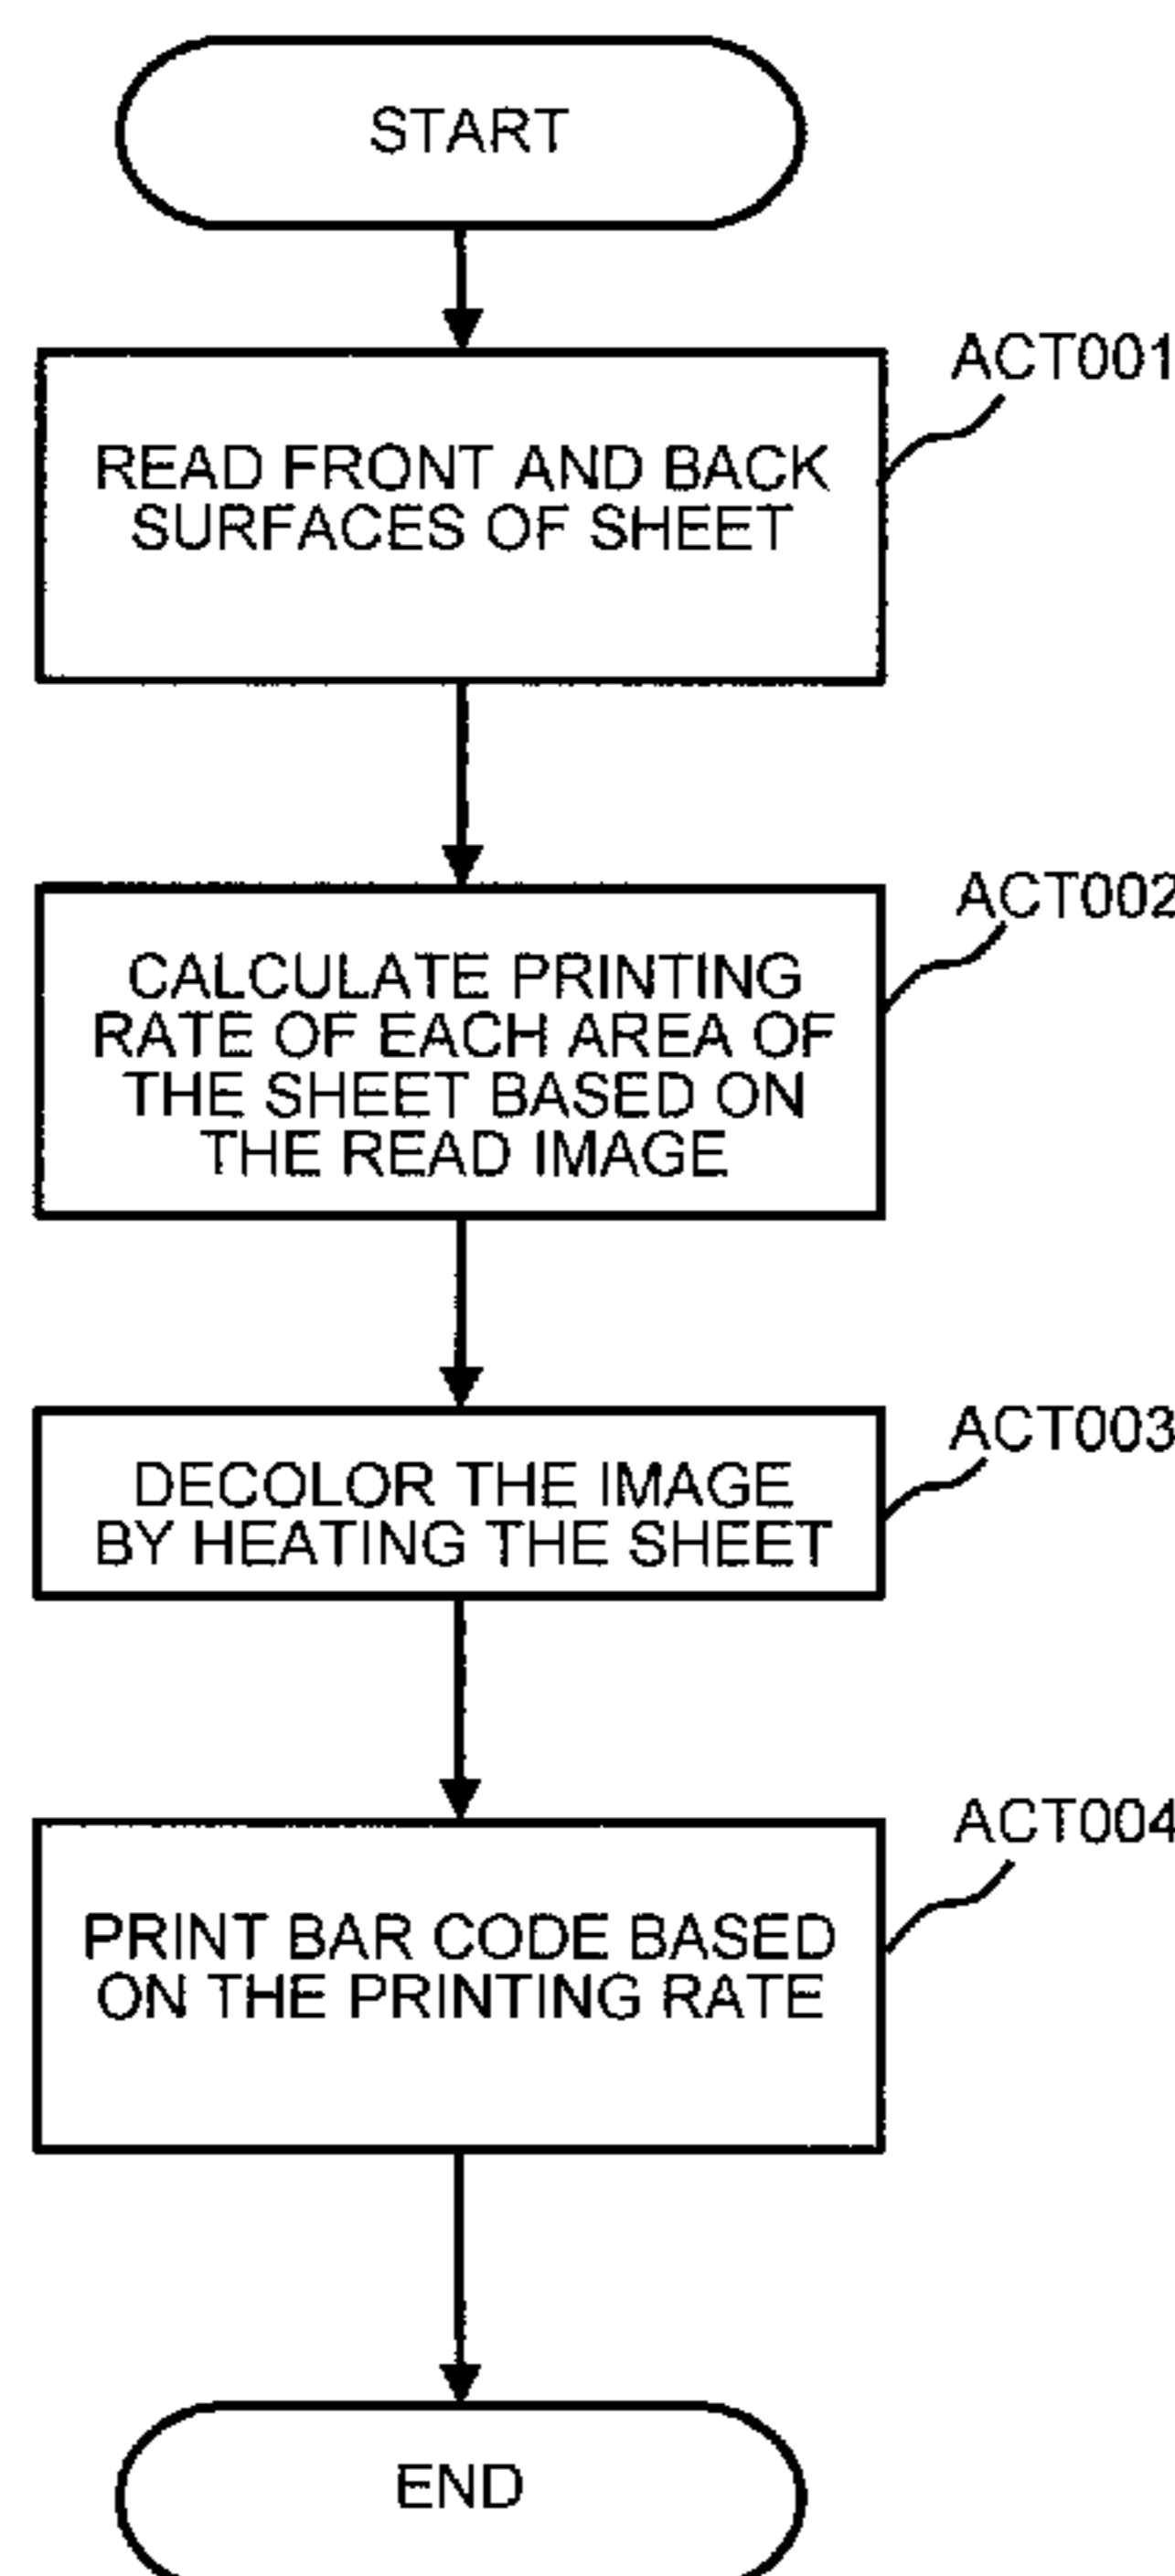 START
ACT001
READ FRONT AND BACK
SURFACES OF SHEET
ACT002
CALCULATE PRINTING
RATE OF EACH AREA OF
THE SHEET BASED ON
THE READ IMAGE
ACT003
DECOLOR THE IMAGE
BY HEATING THE SHEET
ACT004
PRINT BAR CODE BASED
ON THE PRINTING RATE
END